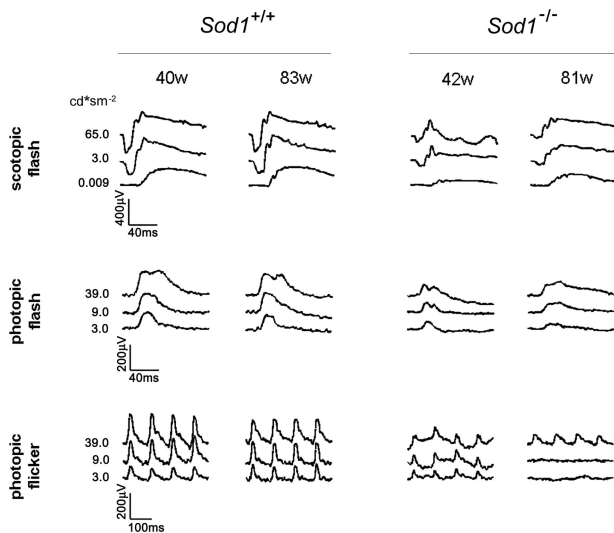 Sod1+/+ Sod1-/-
40w 83w 42w 81w
cd*sm-2
scotopic
flash
65.0
3.0
0.009
400µV
40ms
photopic
flash
39.0
9.0
3.0
200µV
40ms
photopic
flicker
39.0
9.0
3.0
200µV
100ms